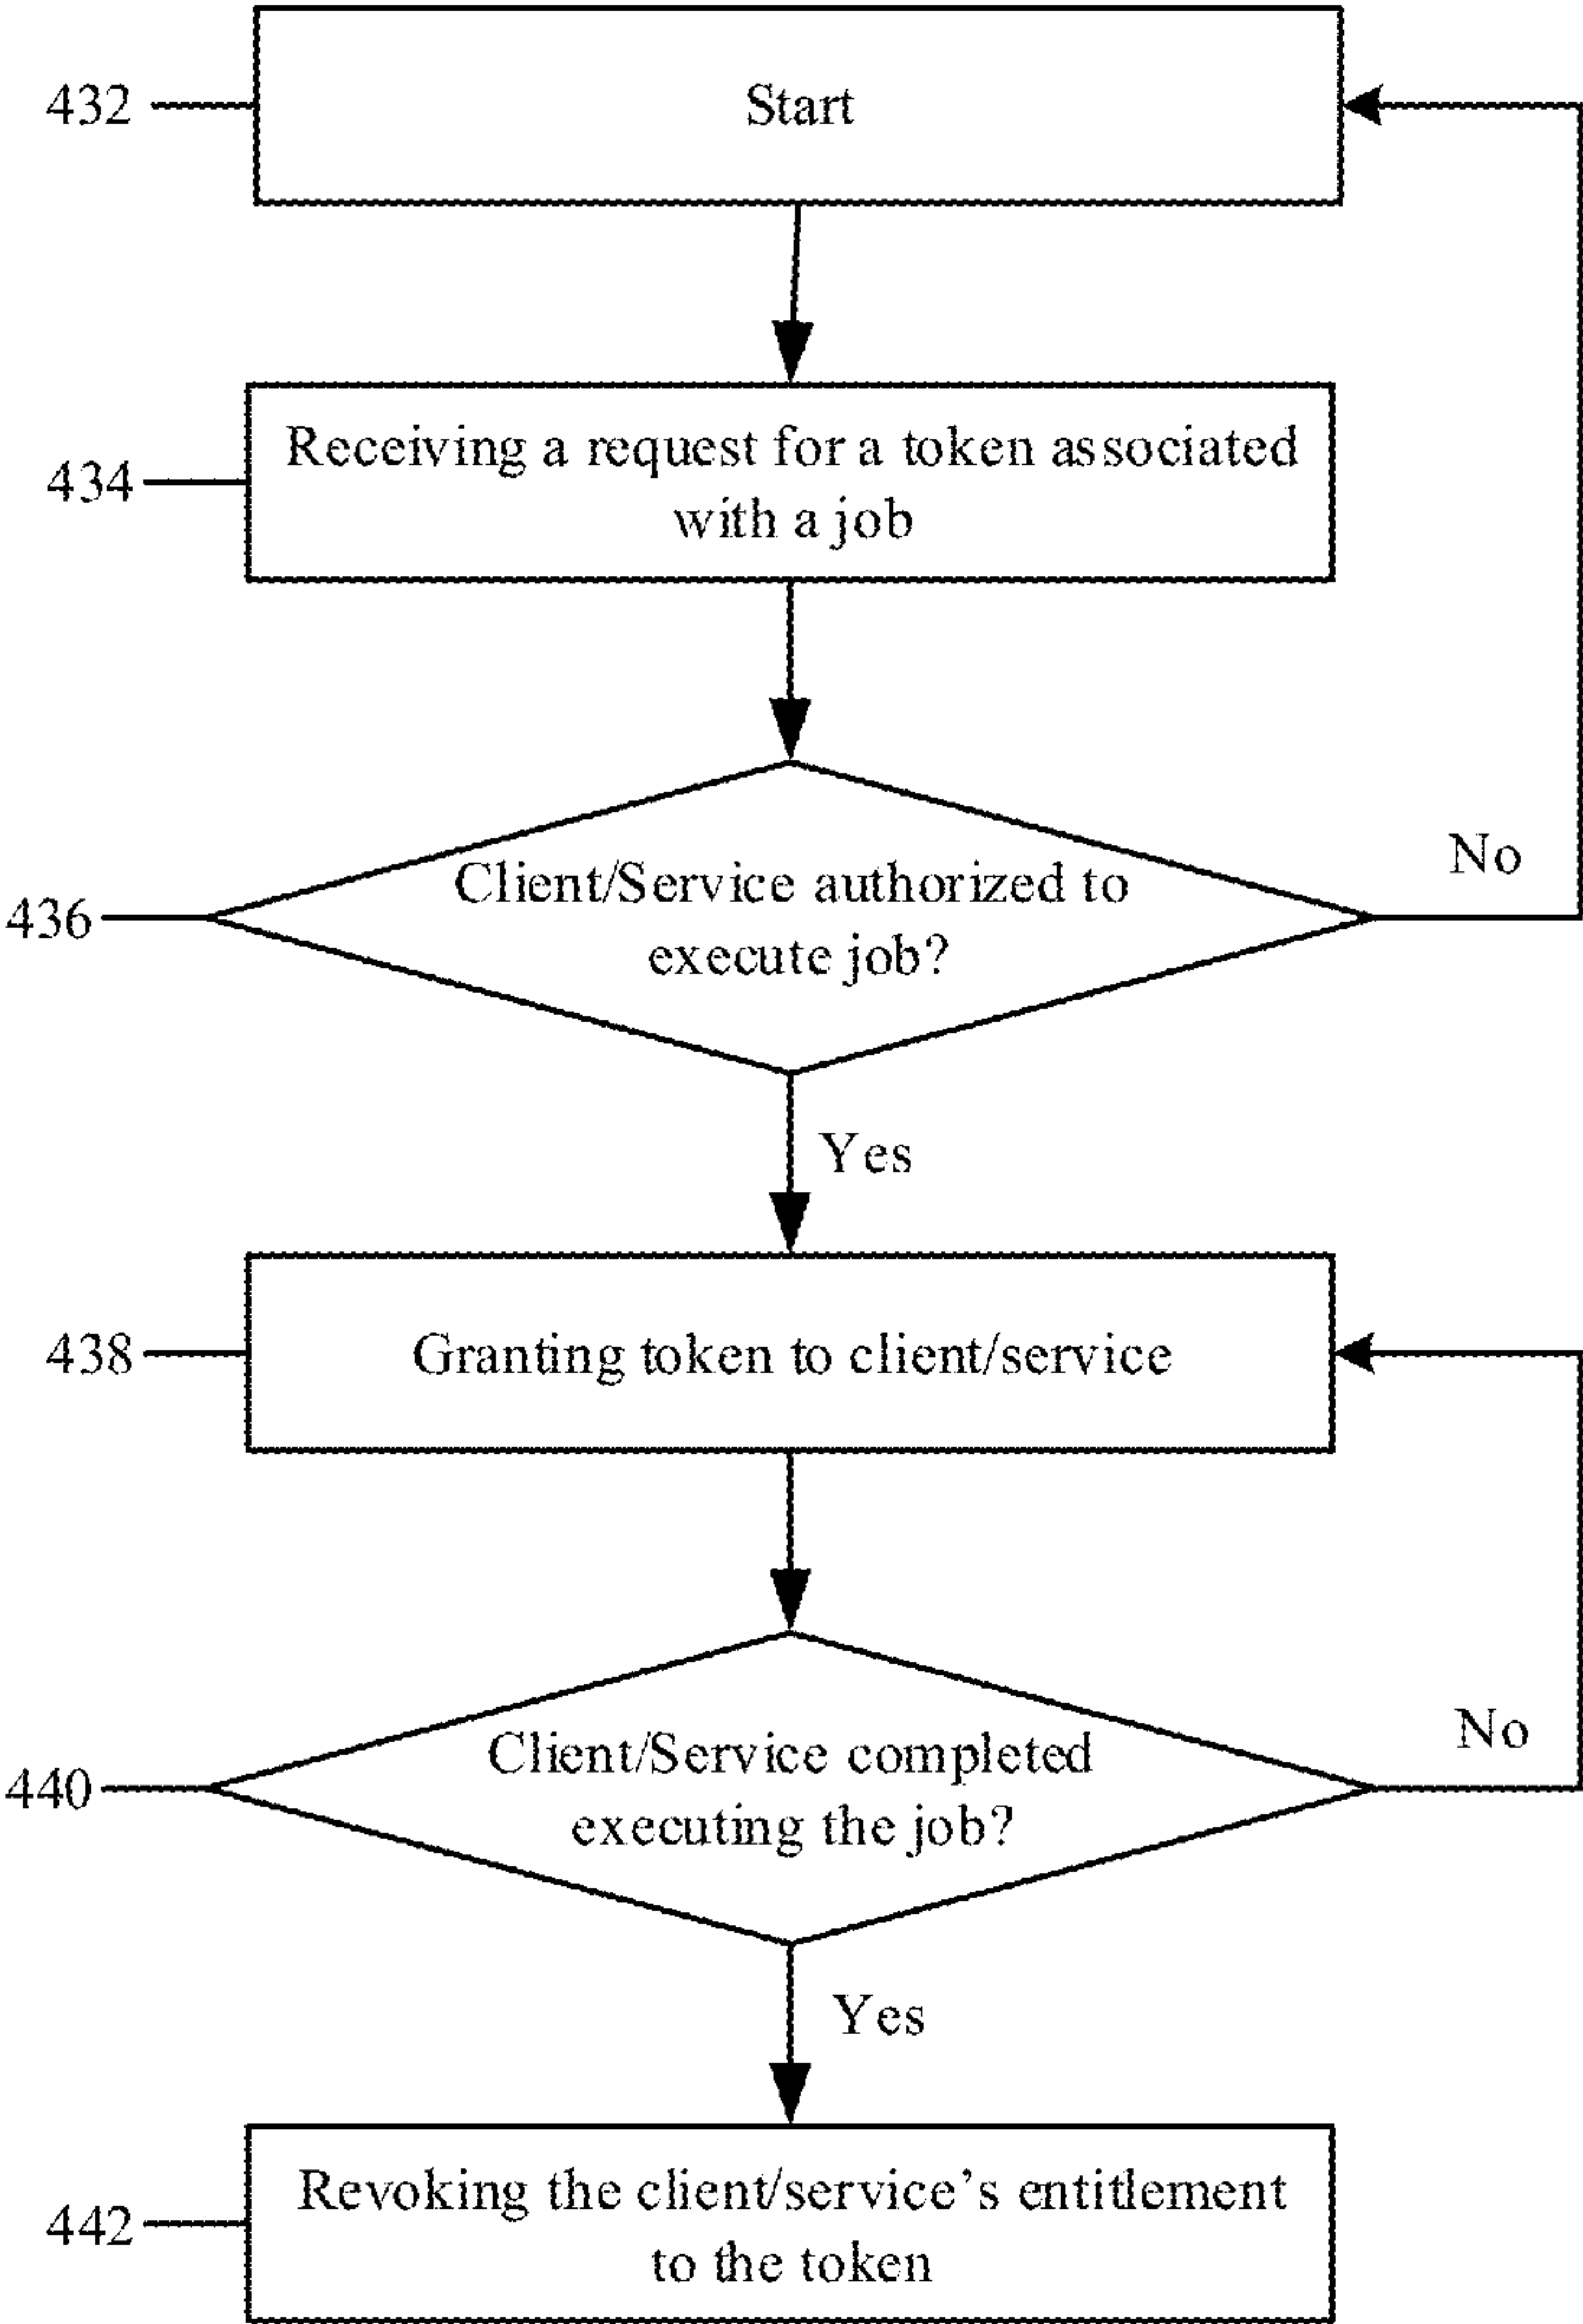 432
Start
434
Receiving a request for a token associated
with a job
436
Client/Service authorized to
execute job?
No
Yes
438
Granting token to client/service
440
Client/Service completed
executing the job?
No
Yes
442
Revoking the client/service’s entitlement
to the token